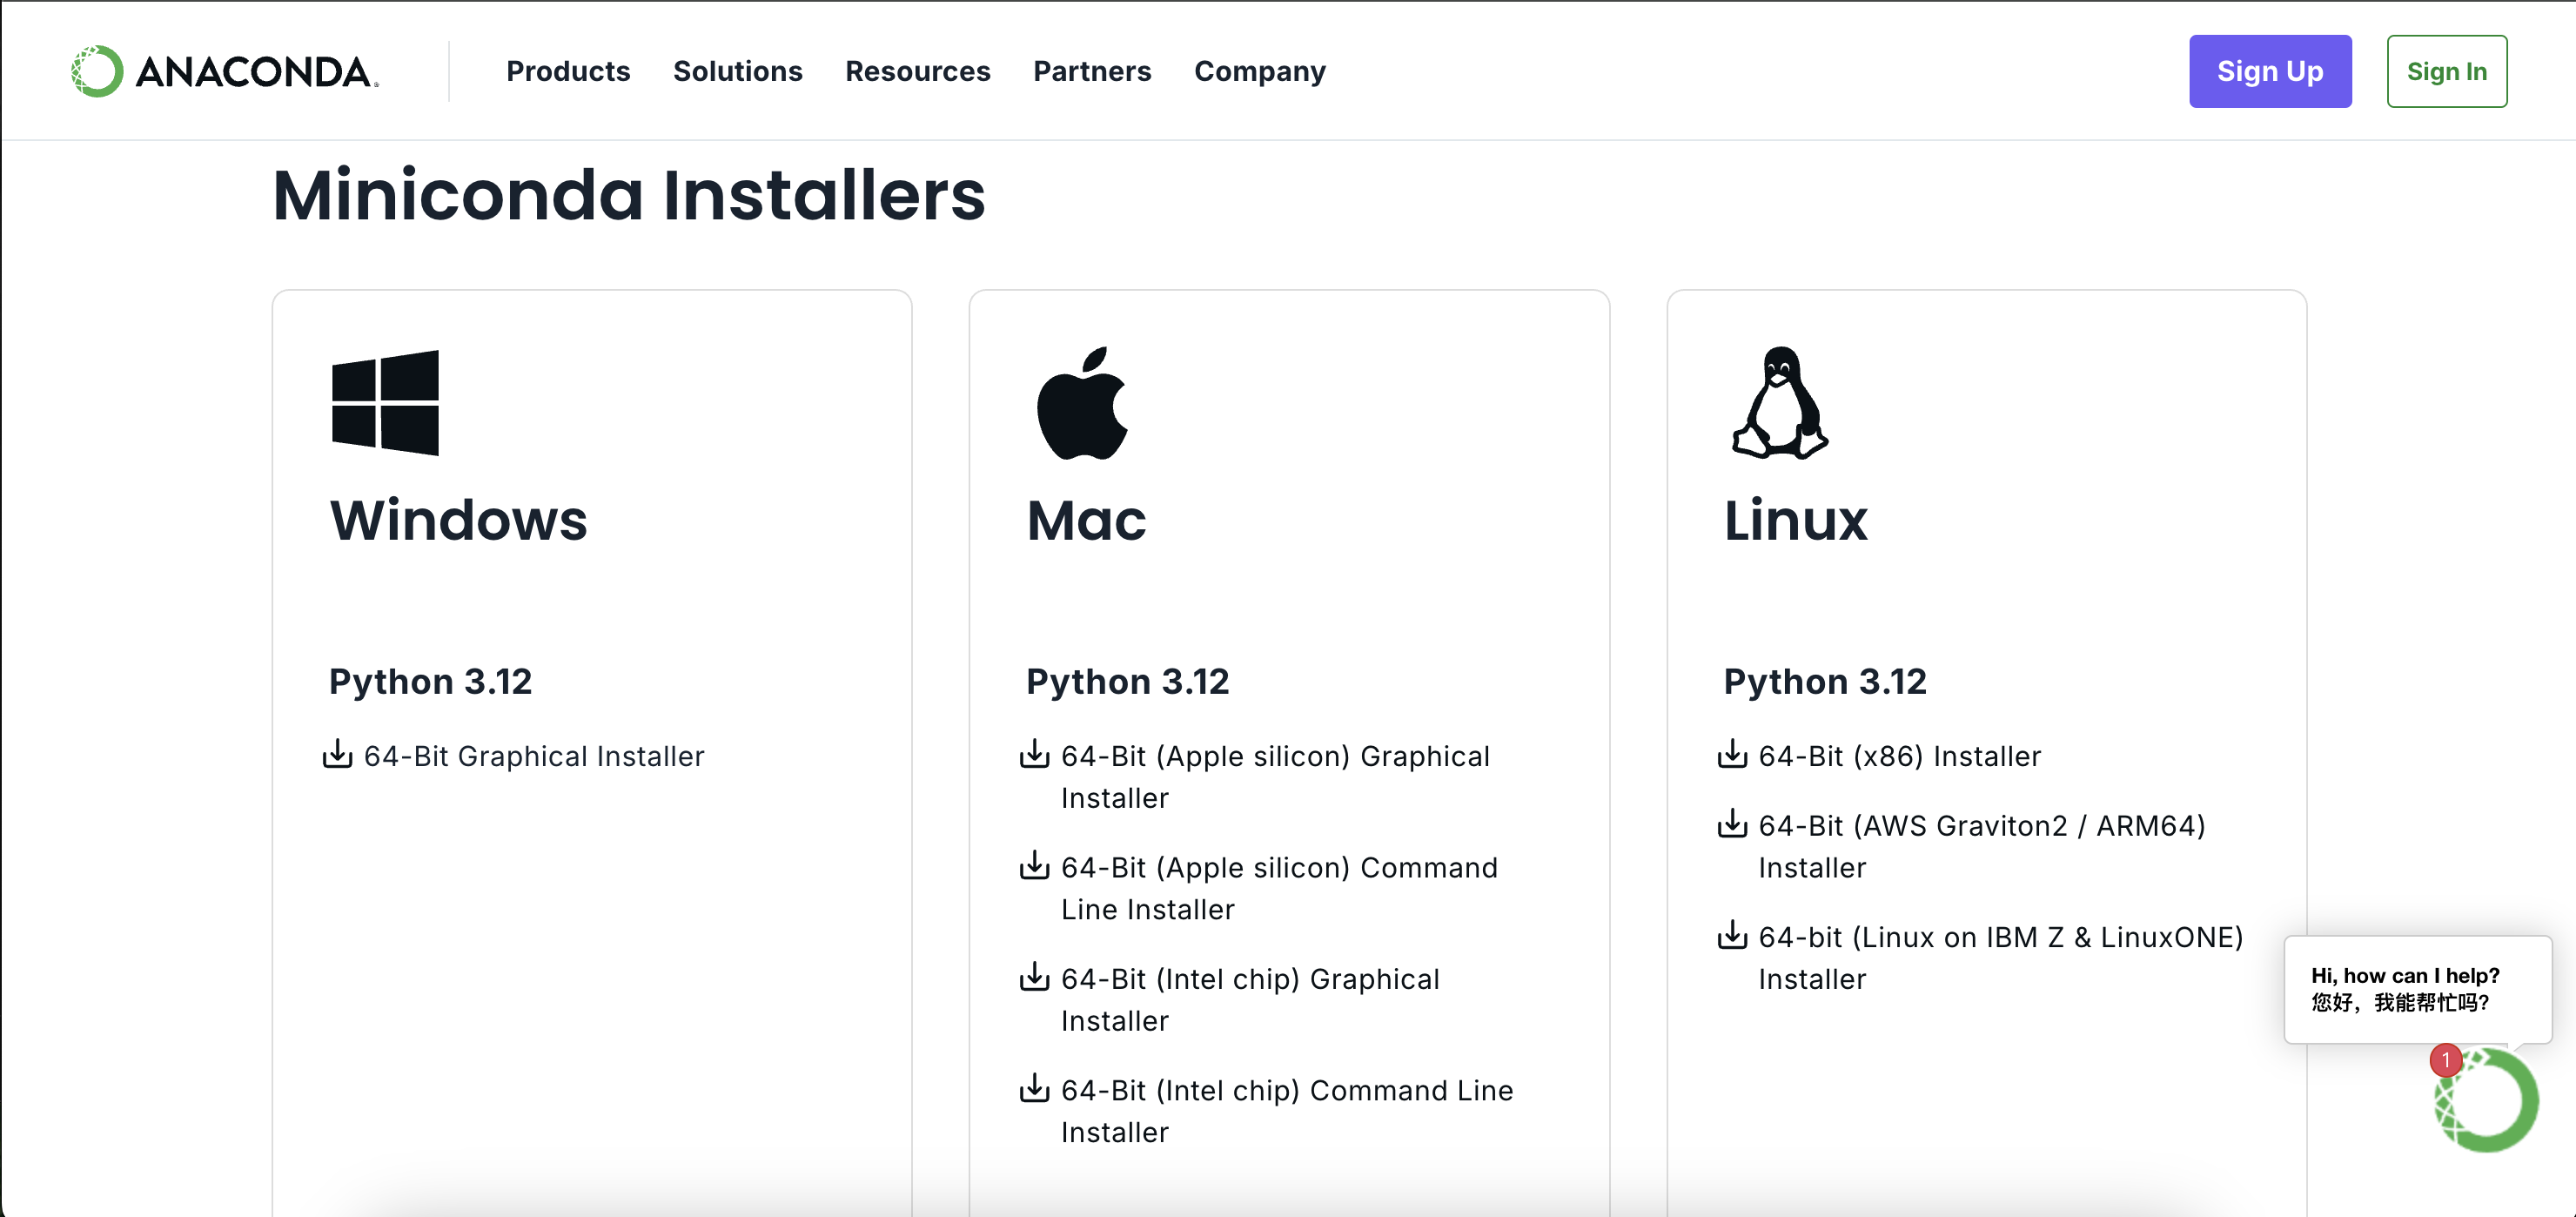 ANACONDA
Products
Solutions
Resources
Partners
Company
Sign Up
Sign In
Miniconda Installers
Windows
Python 3.12
64-Bit Graphical Installer
Mac
Python 3.12
64-Bit (Apple silicon) Graphical
Installer
64-Bit (Apple silicon) Command
Line Installer
64-Bit (Intel chip) Graphical
Installer
64-Bit (Intel chip) Command Line
Installer
Linux
Python 3.12
64-Bit (x86) Installer
64-Bit (AWS Graviton2 / ARM64)
Installer
64-bit (Linux on IBM Z & LinuxONE)
Installer
Hi, how can I help?
您好，我能帮忙吗?
1